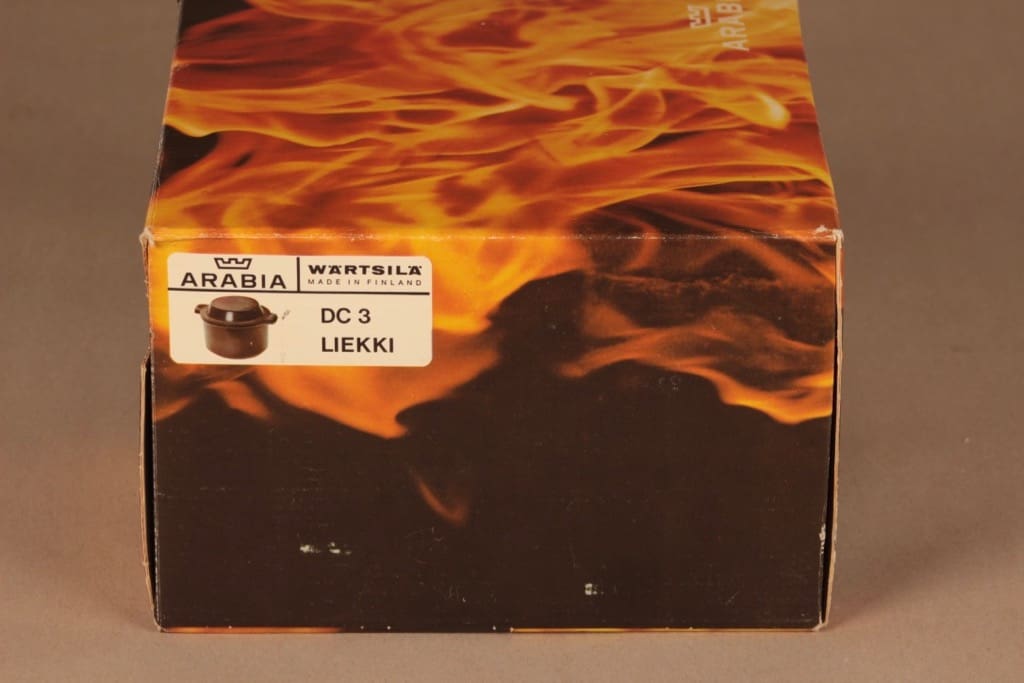 ARABIA
ARABIA
WÄRTSILÄ
MADE IN FINLAND
DC 3
LIEKKI